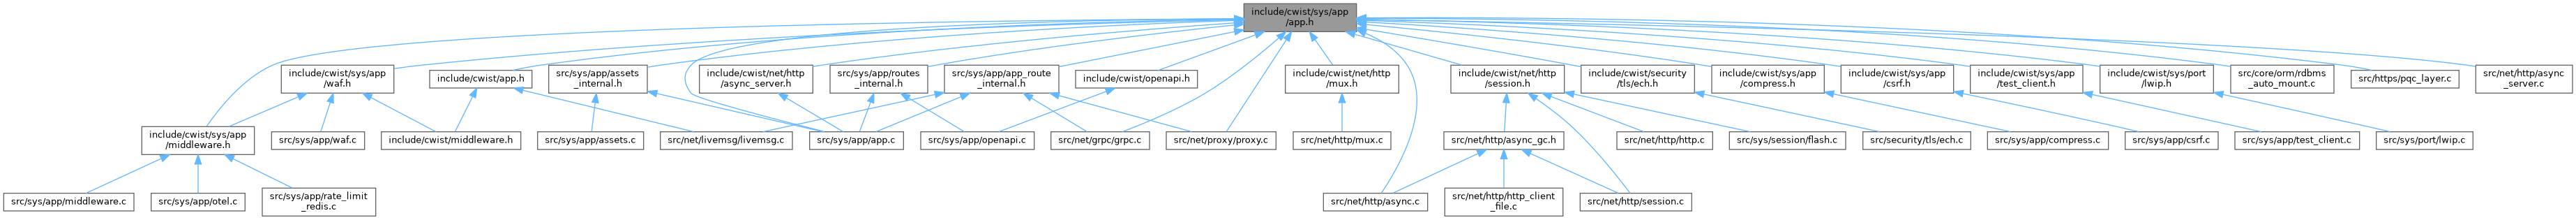 include/cwist/sys/app
/app.h
include/cwist/sys/app
/waf.h
include/cwist/app.h
src/sys/app/assets
_internal.h
include/cwist/net/http
/async_server.h
src/sys/app/routes
_internal.h
src/sys/app/app_route
_internal.h
include/cwist/openapi.h
include/cwist/net/http
/mux.h
include/cwist/net/http
/session.h
include/cwist/security
/tls/ech.h
include/cwist/sys/app
/compress.h
include/cwist/sys/app
/csrf.h
include/cwist/sys/app
/test_client.h
include/cwist/sys/port
/lwip.h
src/core/orm/rdbms
_auto_mount.c
src/https/pqc_layer.c
src/net/http/async
_server.c
include/cwist/sys/app
/middleware.h
src/sys/app/waf.c
include/cwist/middleware.h
src/sys/app/assets.c
src/net/livemsg/livemsg.c
src/sys/app/app.c
src/sys/app/openapi.c
src/net/grpc/grpc.c
src/net/proxy/proxy.c
src/net/http/mux.c
src/net/http/async_gc.h
src/net/http/http.c
src/sys/session/flash.c
src/security/tls/ech.c
src/sys/app/compress.c
src/sys/app/csrf.c
src/sys/app/test_client.c
src/sys/port/lwip.c
src/sys/app/middleware.c
src/sys/app/otel.c
src/sys/app/rate_limit
_redis.c
src/net/http/async.c
src/net/http/http_client
_file.c
src/net/http/session.c